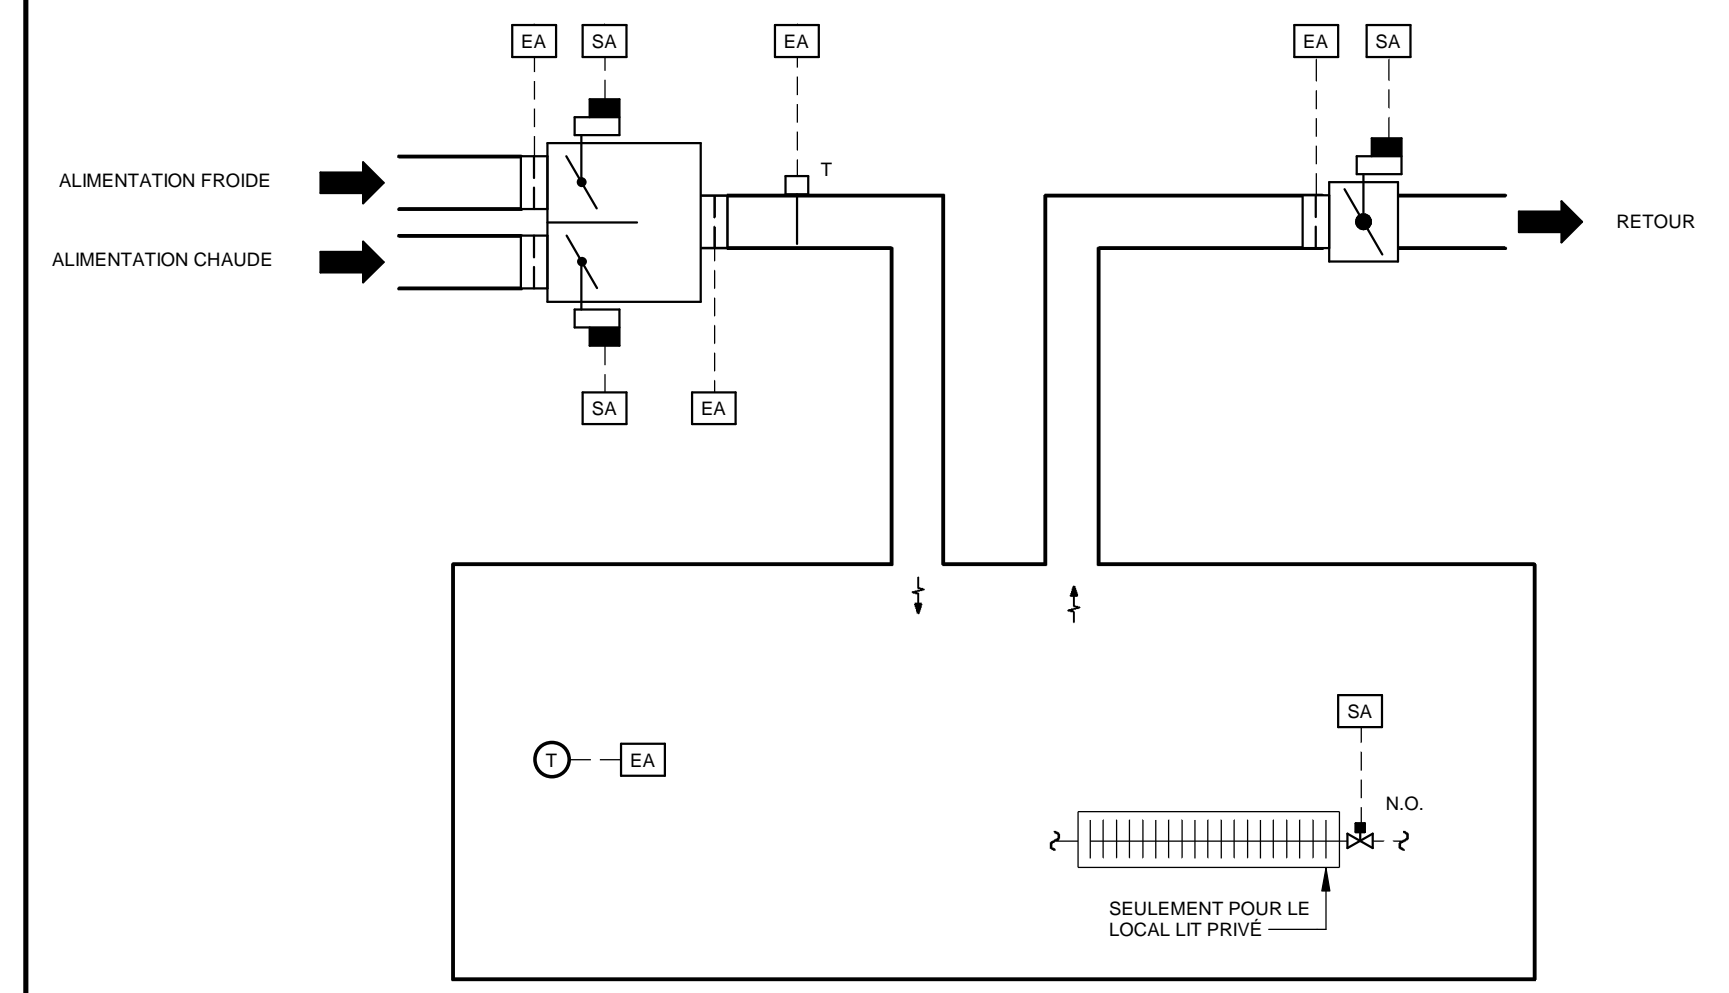 EA
SA
EA
EA
SA
T
ALIMENTATION FROIDE
RETOUR
ALIMENTATION CHAUDE
SA
EA
SA
T
EA
N.O.
SEULEMENT POUR LE
LOCAL LIT PRIVÉ